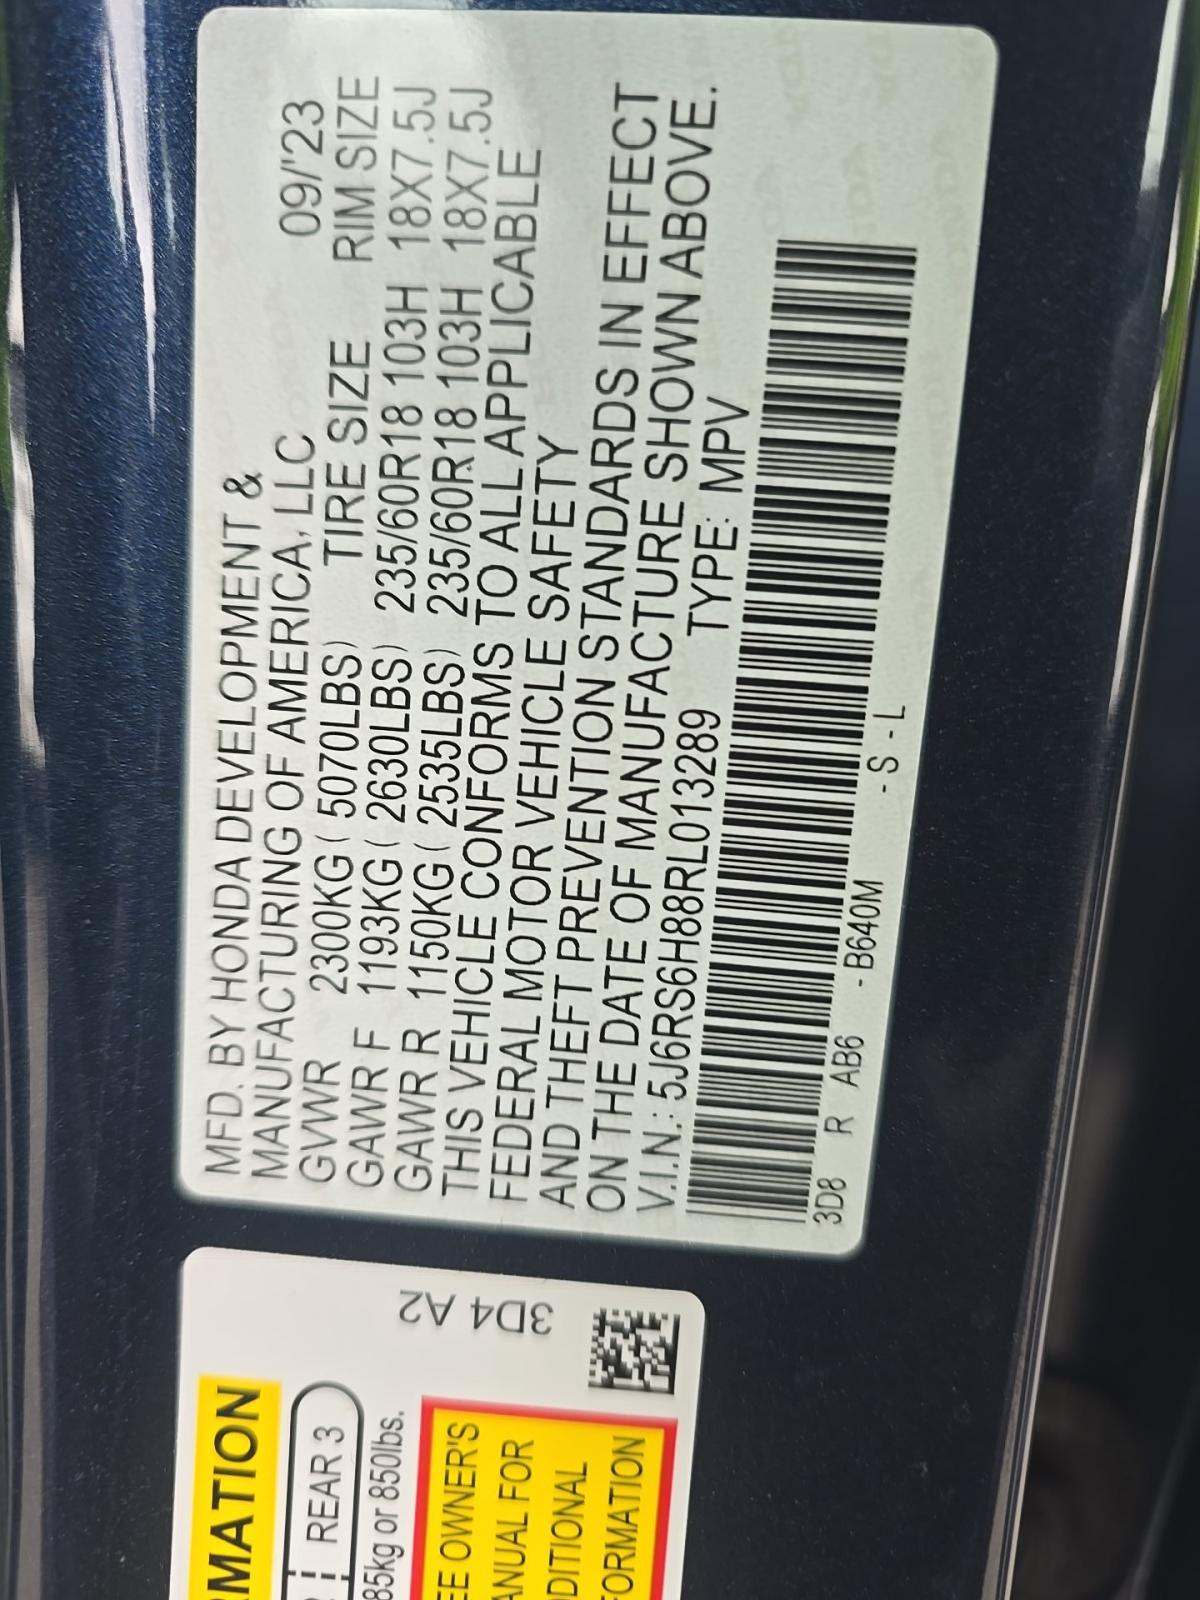 MFD. BY HONDA DEVELOPMENT &
MANUFACTURING OF AMERICA, LLC 09/'23
GVWR 2300KG ( 5070LBS) TIRE SIZE RIM SIZE
GAWR F 1193KG ( 2630LBS) 235/60R18 103H 18X7.5J
GAWR R 1150KG ( 2535LBS) 235/60R18 103H 18X7.5J
THIS VEHICLE CONFORMS TO ALL APPLICABLE
FEDERAL MOTOR VEHICLE SAFETY
AND THEFT PREVENTION STANDARDS IN EFFECT
ON THE DATE OF MANUFACTURE SHOWN ABOVE.
V.I.N.: 5J6RS6H88RL013289 TYPE: MPV
3D8 R AB6 - B640M - S - L
3D4 A2
RMATION
REAR 3
85kg or 850lbs.
EE OWNER'S
ANUAL FOR
DDITIONAL
FORMATION